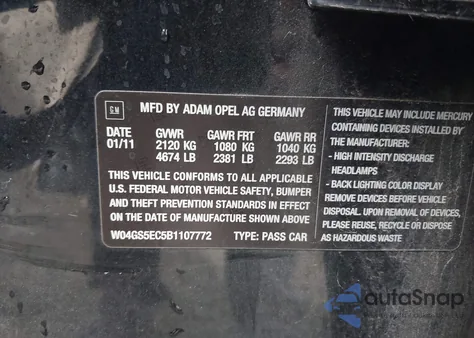 GM
MFD BY ADAM OPEL AG GERMANY
DATE GVWR GAWR FRT GAWR RR
01/11 2120 KG 1080 KG 1040 KG
4674 LB 2381 LB 2293 LB
THIS VEHICLE CONFORMS TO ALL APPLICABLE
U.S. FEDERAL MOTOR VEHICLE SAFETY, BUMPER
AND THEFT PREVENTION STANDARDS IN EFFECT
ON THE DATE OF MANUFACTURE SHOWN ABOVE
W04GS5EC5B1107772 TYPE: PASS CAR
THIS VEHICLE MAY INCLUDE MERCURY
CONTAINING DEVICES INSTALLED BY
THE MANUFACTURER:
- HIGH INTENSITY DISCHARGE
HEADLAMPS
- BACK LIGHTING COLOR DISPLAY
REMOVE DEVICES BEFORE VEHICLE
DISPOSAL. UPON REMOVAL OF DEVICES
PLEASE REUSE, RECYCLE OR DISPOSE
AS HAZARDOUS WASTE
autaSnap